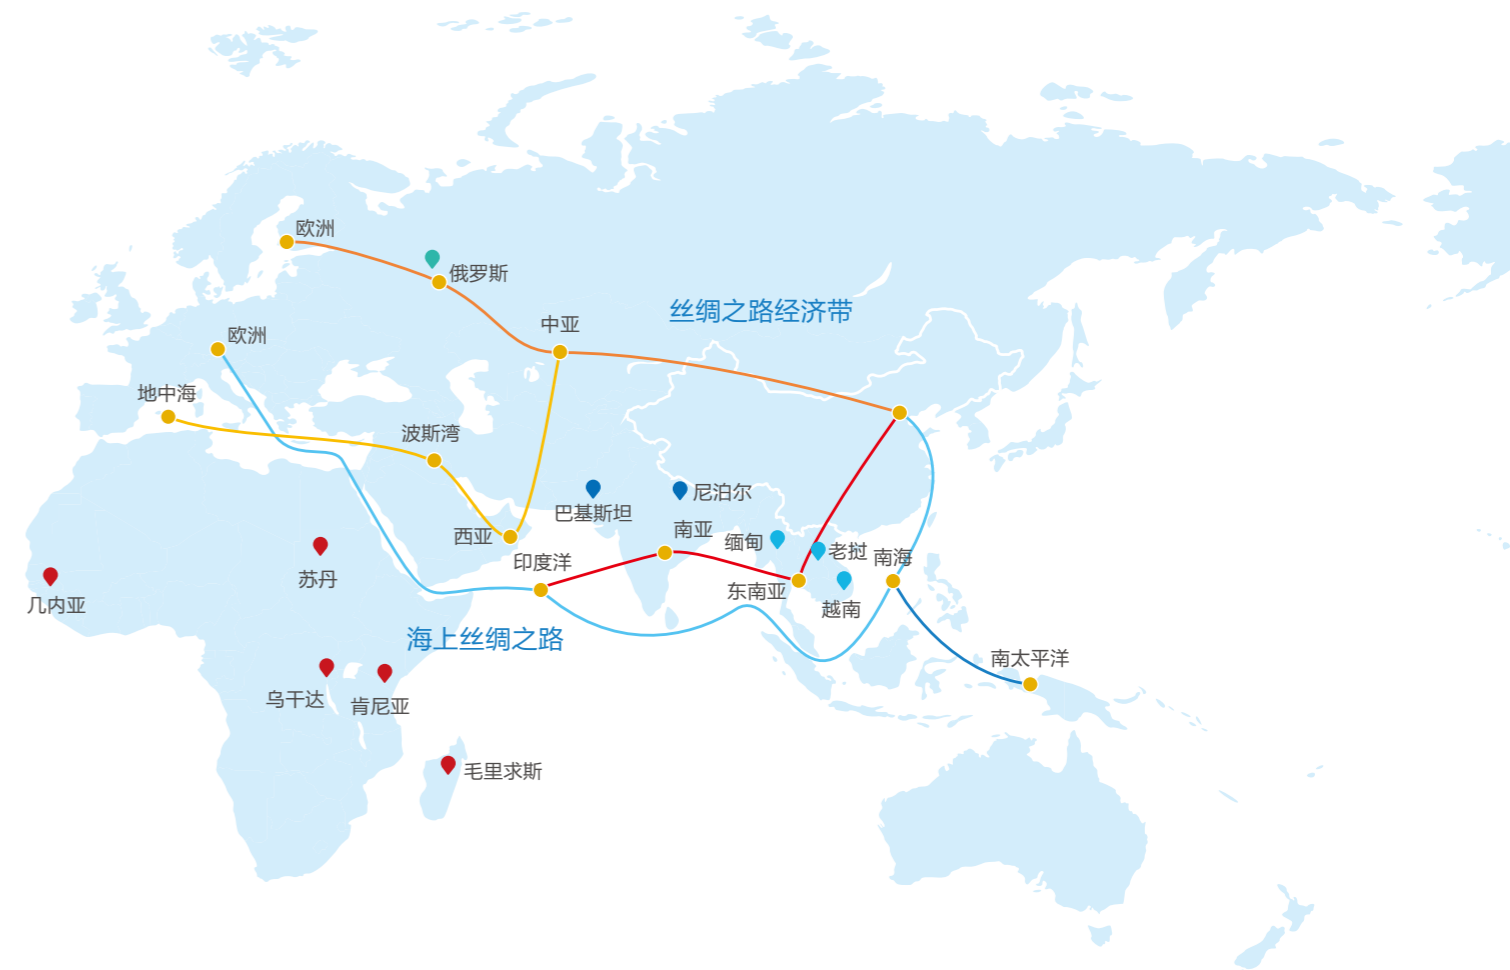 欧洲
俄罗斯
丝绸之路经济带
中亚
欧洲
地中海
波斯湾
尼泊尔
巴基斯坦
南亚
西亚
缅甸
老挝
南海
印度洋
苏丹
东南亚
几内亚
越南
海上丝绸之路
南太平洋
乌干达
肯尼亚
毛里求斯